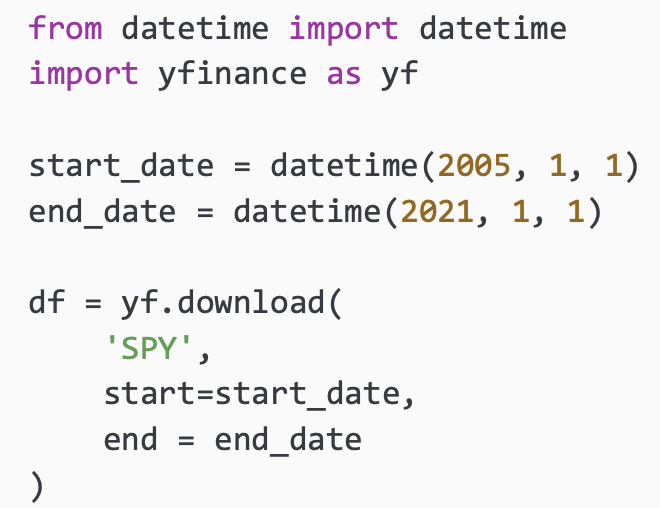 from datetime import datetime
import yfinance as yf

start_date = datetime(2005, 1, 1)
end_date = datetime(2021, 1, 1)

df = yf.download(
    'SPY',
    start=start_date,
    end = end_date
)